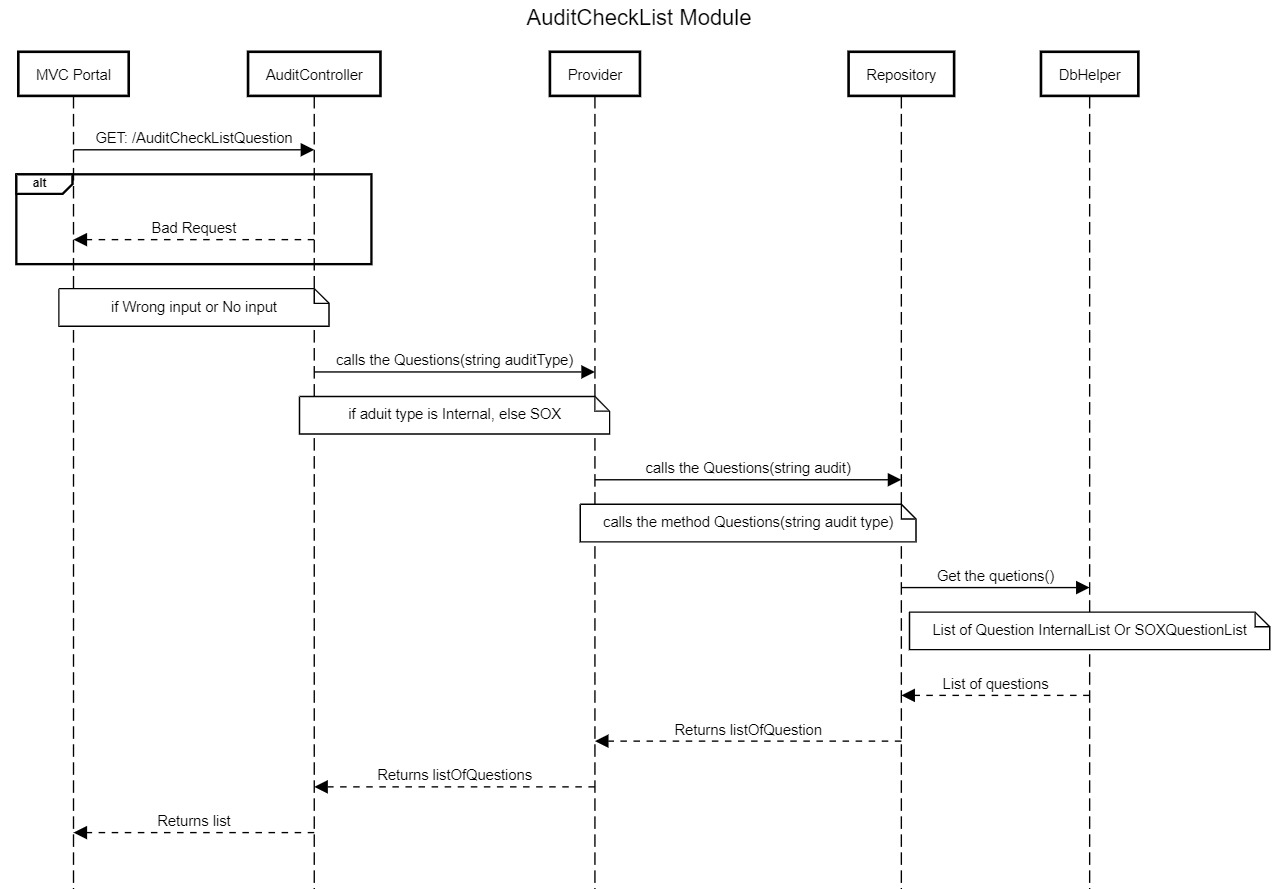 AuditCheckList Module
MVC Portal
AuditController
Provider
Repository
DbHelper
GET: /AuditCheckListQuestion
alt
Bad Request
if Wrong input or No input
calls the Questions(string auditType)
if aduit type is Internal, else SOX
calls the Questions(string audit)
calls the method Questions(string audit type)
Get the quetions()
List of Question InternalList Or SOXQuestionList
List of questions
Returns listOfQuestion
Returns listOfQuestions
Returns list